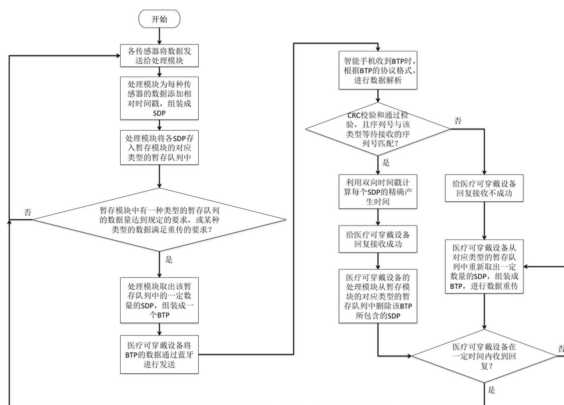 开始
各传感器将数据发
送给处理模块
处理模块为每种传
感器的数据添加相
对时间戳，组装成
SDP
处理模块将各SDP存
入暂存模块的对应
类型的暂存队列中
暂存模块中有一种类型的暂存队列
的数据量达到规定的要求，或某种
类型的数据满足重传的要求？
否
是
处理模块取出该暂
存队列中的一定数
量的SDP，组装成一
个BTP
医疗可穿戴设备将
BTP的数据通过蓝牙
进行发送
智能手机收到BTP时，
根据BTP的协议格式，
进行数据解析
CRC校验和通过检
验，且序列号与该
类型等待接收的序
列号匹配？
否
是
利用双向时间戳计
算每个SDP的精确产
生时间
给医疗可穿戴设备
回复接收成功
医疗可穿戴设备的
处理模块从暂存模
块的对应类型的暂
存队列中删除该BTP
所包含的SDP
给医疗可穿戴设备
回复接收不成功
医疗可穿戴设备从
对应类型的暂存队
列中重新取出一定
数量的SDP，组装成
BTP，进行数据重传
医疗可穿戴设备在
一定时间内收到回
复？
否
是